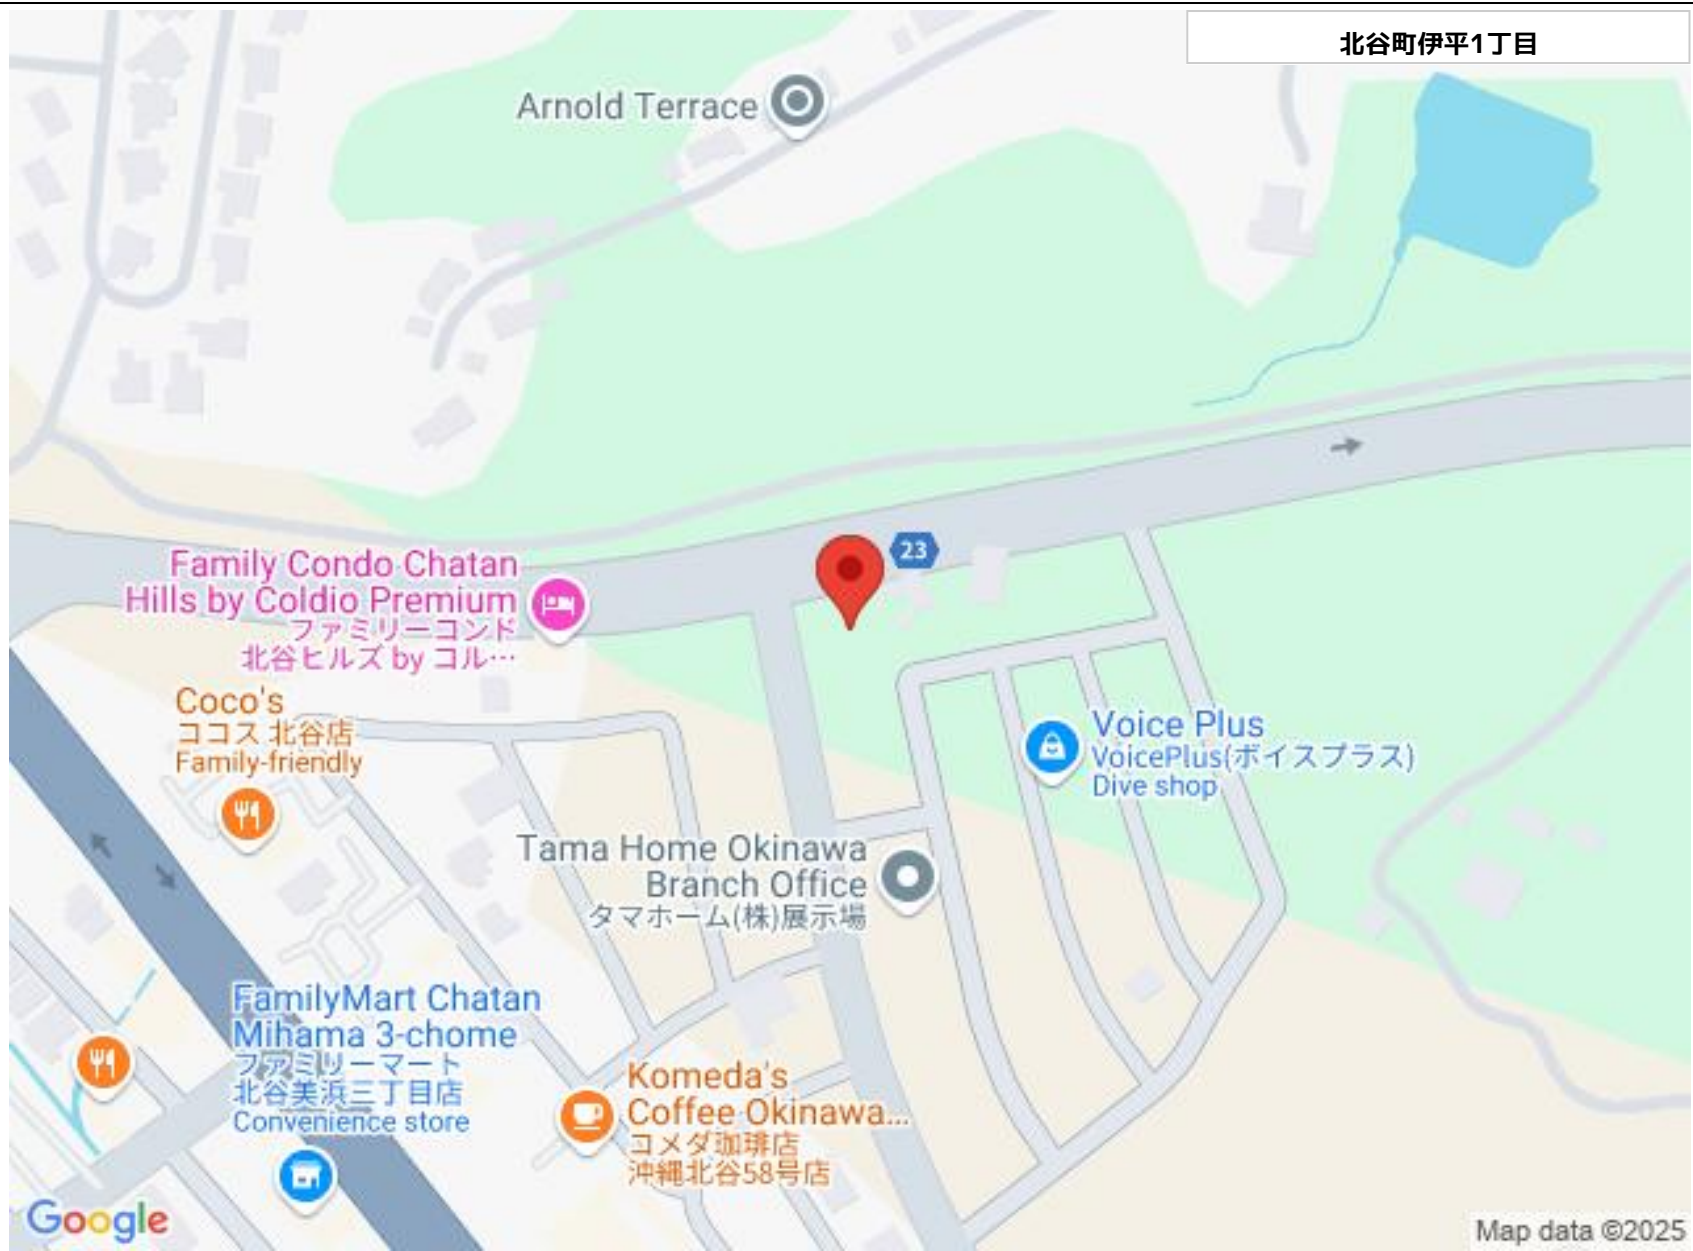 北谷町伊平1丁目
Arnold Terrace
23
Family Condo Chatan
Hills by Coldio Premium
ファミリーコンド
北谷ヒルズ by コル…
Coco's
ココス 北谷店
Family-friendly
Voice Plus
VoicePlus(ボイスプラス)
Dive shop
Tama Home Okinawa
Branch Office
タマホーム(株)展示場
FamilyMart Chatan
Mihama 3-chome
ファミリーマート
北谷美浜三丁目店
Convenience store
Komeda's
Coffee Okinawa...
コメダ珈琲店
沖縄北谷58号店
Google
Map data ©2025